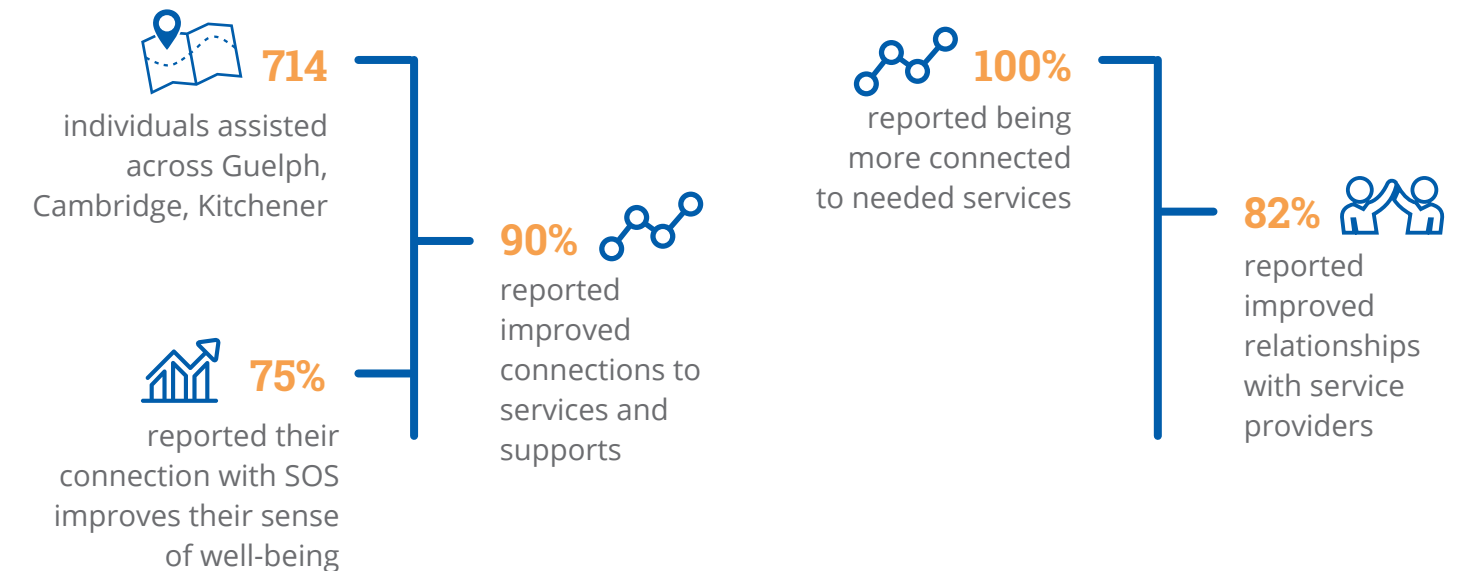 714
individuals assisted
across Guelph,
Cambridge, Kitchener
90%
reported
improved
connections to
services and
supports
75%
reported their
connection with SOS
improves their sense
of well-being
100%
reported being
more connected
to needed services
82%
reported
improved
relationships
with service
providers